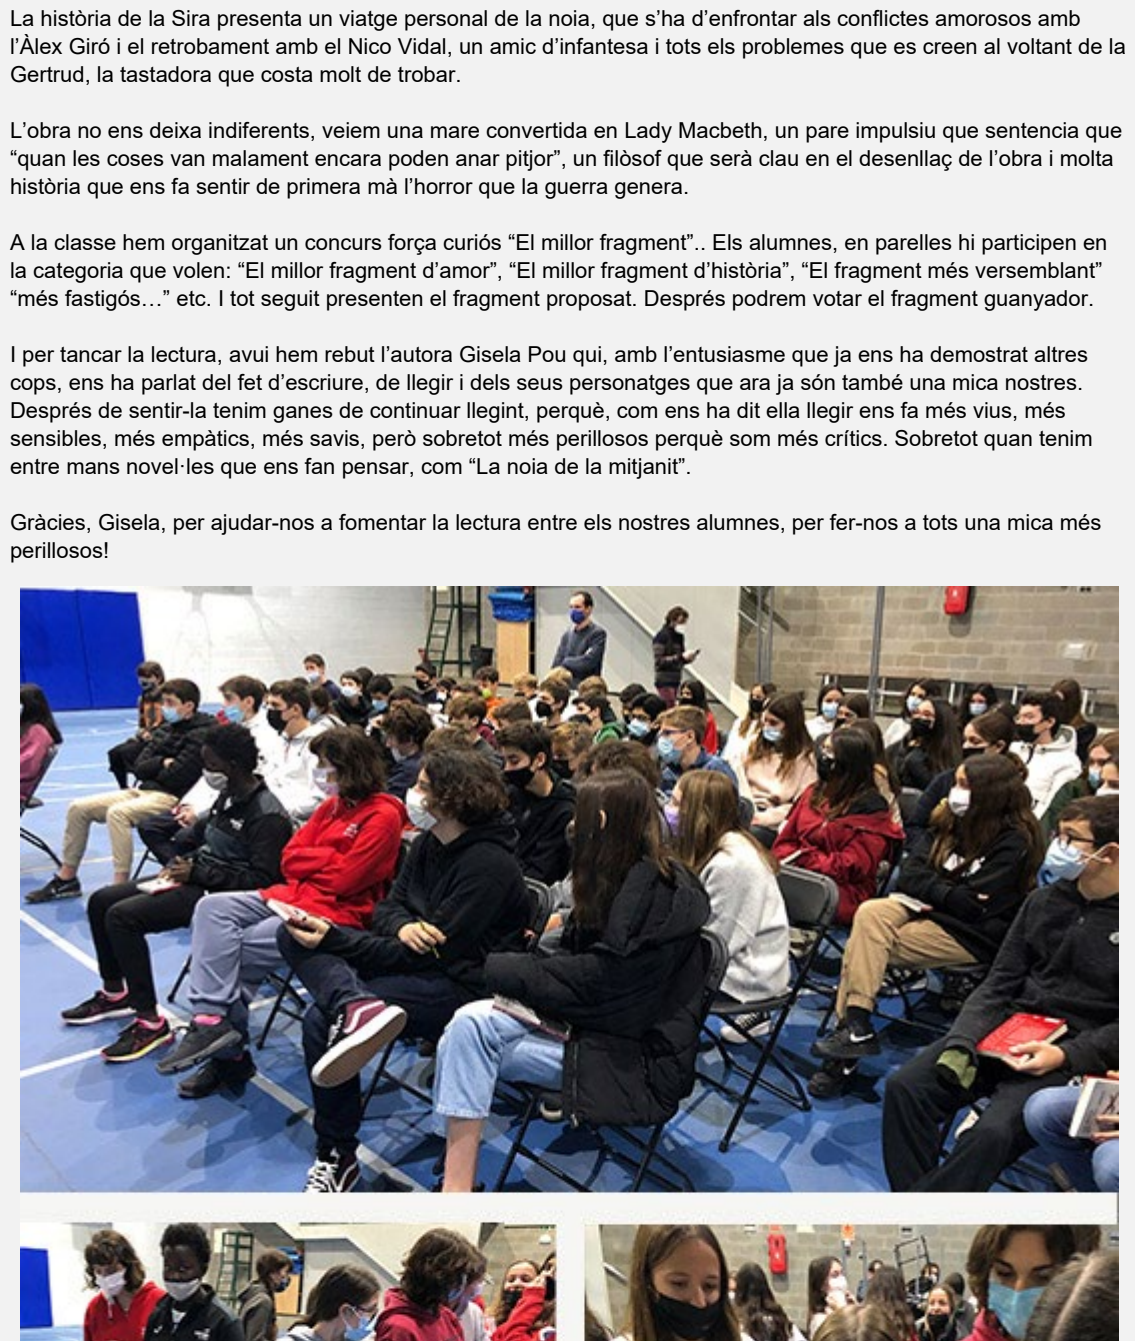 La història de la Sira presenta un viatge personal de la noia, que s’ha d’enfrontar als conflictes amorosos amb
l’Àlex Giró i el retrobament amb el Nico Vidal, un amic d’infantesa i tots els problemes que es creen al voltant de la
Gertrud, la tastadora que costa molt de trobar.
L’obra no ens deixa indiferents, veiem una mare convertida en Lady Macbeth, un pare impulsiu que sentencia que
“quan les coses van malament encara poden anar pitjor”, un filòsof que serà clau en el desenllaç de l’obra i molta
història que ens fa sentir de primera mà l’horror que la guerra genera.
A la classe hem organitzat un concurs força curiós “El millor fragment”.. Els alumnes, en parelles hi participen en
la categoria que volen: “El millor fragment d’amor”, “El millor fragment d’història”, “El fragment més versemblant”
“més fastigós…” etc. I tot seguit presenten el fragment proposat. Després podrem votar el fragment guanyador.
I per tancar la lectura, avui hem rebut l’autora Gisela Pou qui, amb l’entusiasme que ja ens ha demostrat altres
cops, ens ha parlat del fet d’escriure, de llegir i dels seus personatges que ara ja són també una mica nostres.
Després de sentir-la tenim ganes de continuar llegint, perquè, com ens ha dit ella llegir ens fa més vius, més
sensibles, més empàtics, més savis, però sobretot més perillosos perquè som més crítics. Sobretot quan tenim
entre mans novel·les que ens fan pensar, com “La noia de la mitjanit”.
Gràcies, Gisela, per ajudar-nos a fomentar la lectura entre els nostres alumnes, per fer-nos a tots una mica més
perillosos!